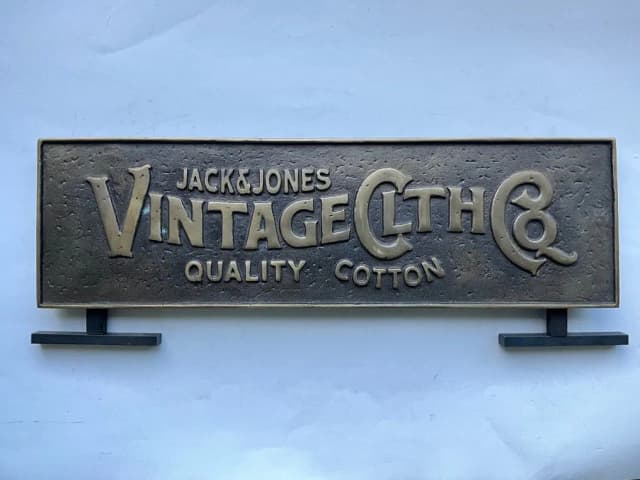 JACK&JONES
VINTAGE CLTH CO
QUALITY COTTON